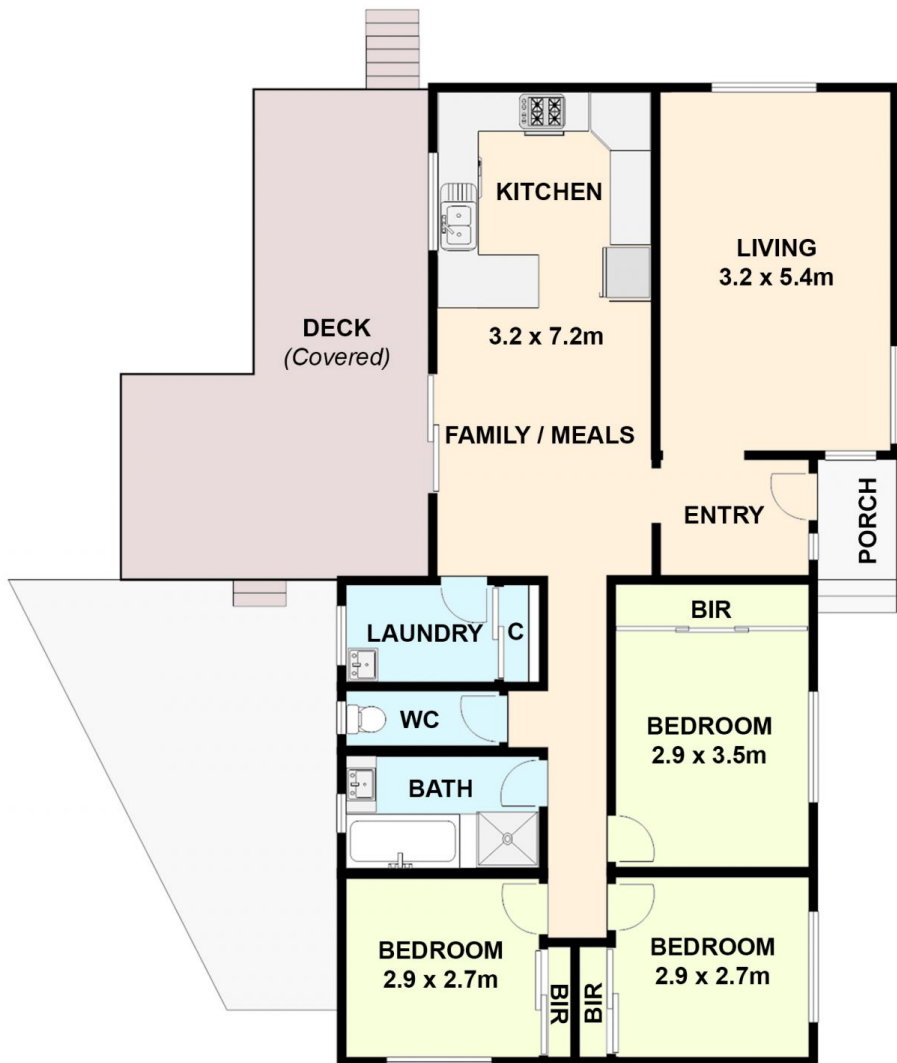 KITCHEN
LIVING
3.2 x 5.4m
DECK
(Covered)
3.2 x 7.2m
FAMILY / MEALS
ENTRY
PORCH
BIR
LAUNDRY
C
WC
BEDROOM
2.9 x 3.5m
BATH
BEDROOM
2.9 x 2.7m
BIR
BIR
BEDROOM
2.9 x 2.7m